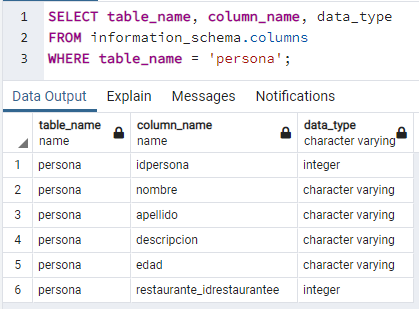 1 SELECT table_name, column_name, data_type
2 FROM information_schema.columns
3 WHERE table_name = 'persona';
Data Output Explain Messages Notifications
table_name column_name data_type
name name character varying
1 persona idpersona integer
2 persona nombre character varying
3 persona apellido character varying
4 persona descripcion character varying
5 persona edad character varying
6 persona restaurante_idrestaurantee integer